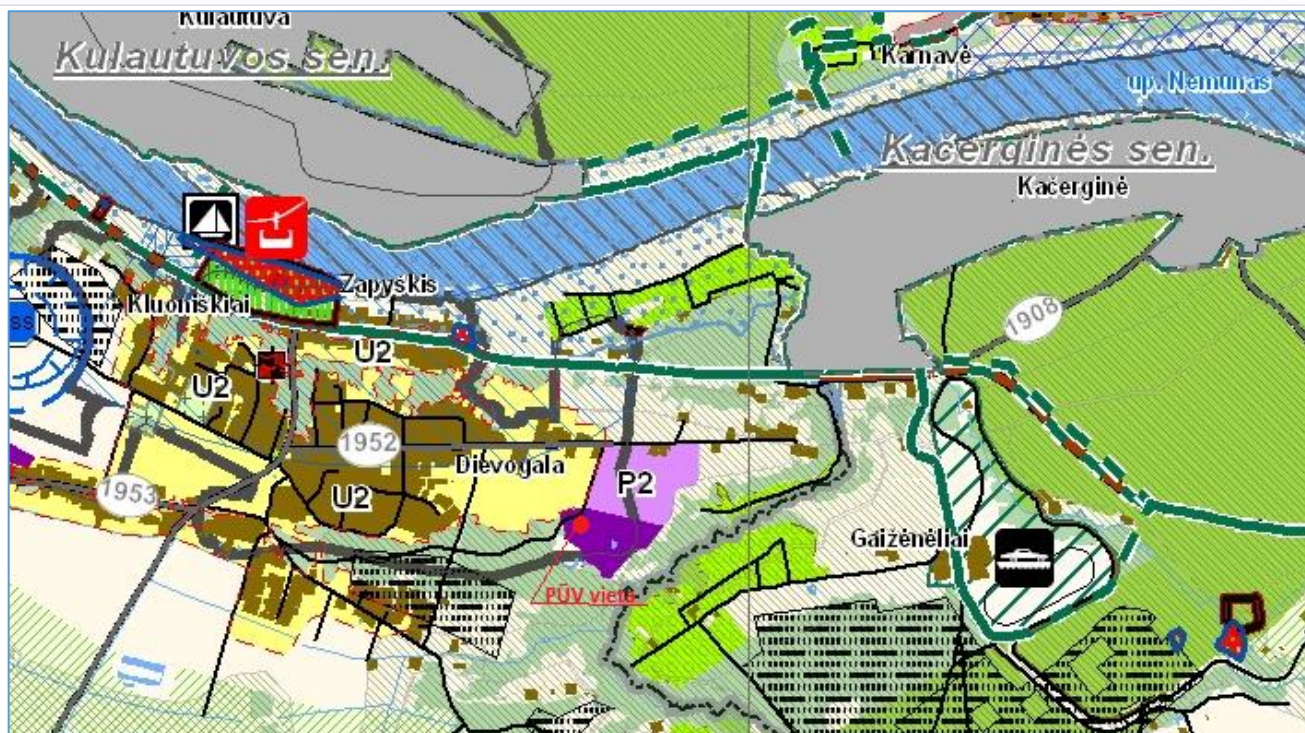 Kulautuva
Kulautuvos sen.
Karnavė
up. Nemunas
Kačerginės sen.
Kačerginė
Zapyškis
Kluoniškiai
1908
U2
U2
1952
Dievogala
P2
1953
U2
Gaižėnėliai
PŪV vieta